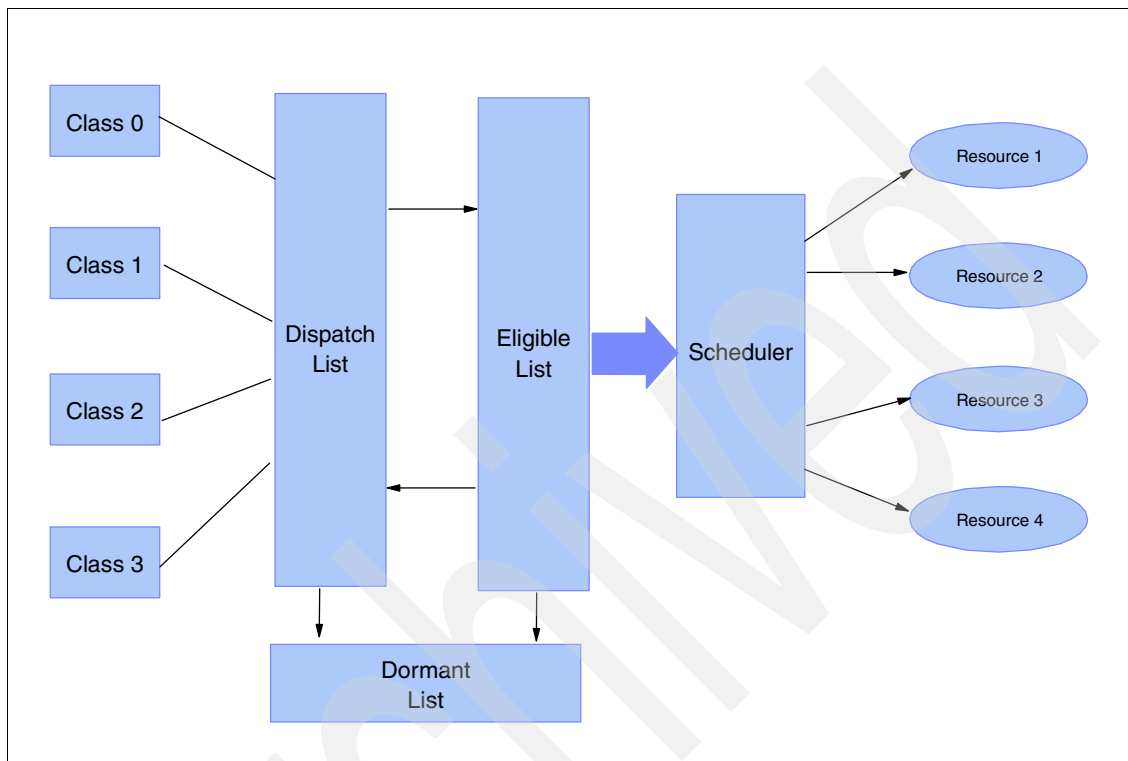 Class 0
Class 1
Class 2
Class 3
Dispatch
List
Eligible
List
Dormant
List
Scheduler
Resource 1
Resource 2
Resource 3
Resource 4